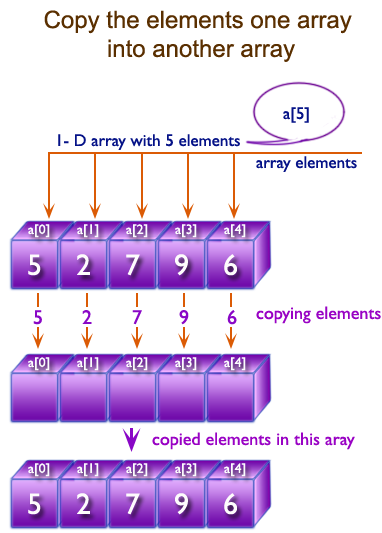 Copy the elements one array
into another array
a[5]
1- D array with 5 elements
array elements
a[0] a[1] a[2] a[3] a[4]
5 2 7 9 6
5 2 7 9 6 copying elements
a[0] a[1] a[2] a[3] a[4]
copied elements in this aray
a[0] a[1] a[2] a[3] a[4]
5 2 7 9 6